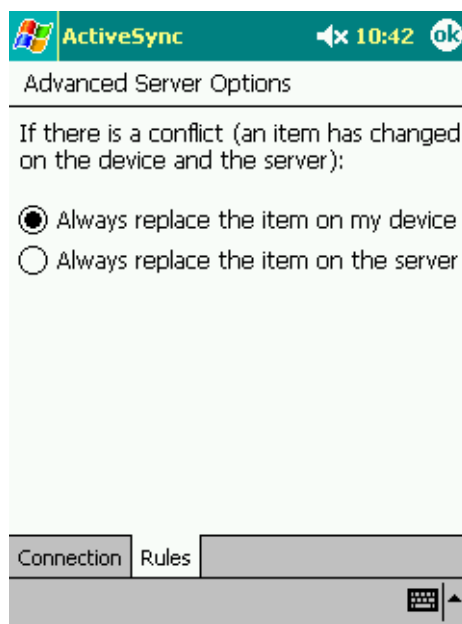 ActiveSync 10:42 ok
Advanced Server Options
If there is a conflict (an item has changed
on the device and the server):
Always replace the item on my device
Always replace the item on the server
Connection Rules